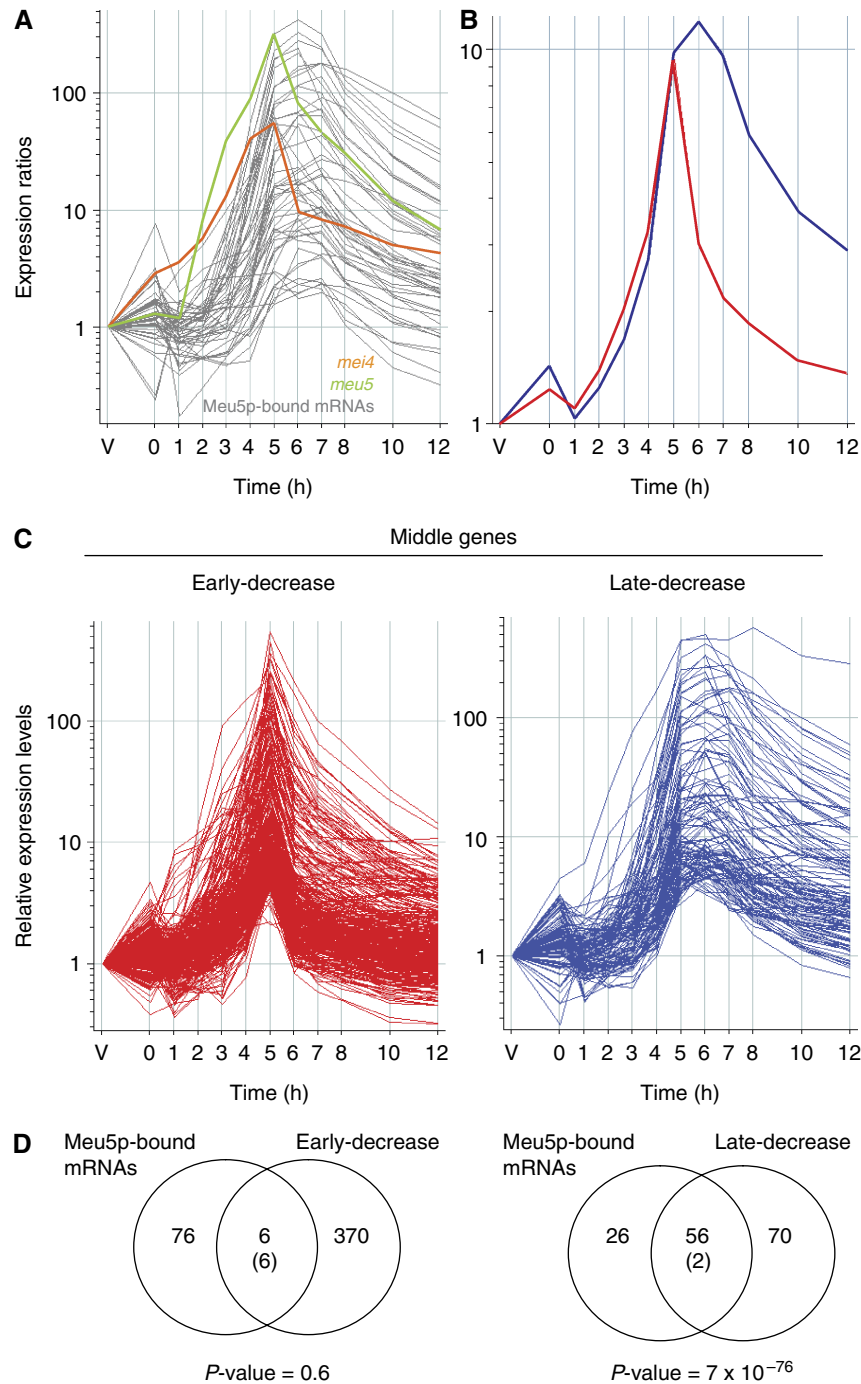 A
Expression ratios
100
10
1
mei4
meu5
Meu5p-bound mRNAs
V 0 1 2 3 4 5 6 7 8 10 12
Time (h)
B
10
1
V 0 1 2 3 4 5 6 7 8 10 12
Time (h)
C
Middle genes
Early-decrease
Relative expression levels
100
10
1
V 0 1 2 3 4 5 6 7 8 10 12
Time (h)
Late-decrease
100
10
1
V 0 1 2 3 4 5 6 7 8 10 12
Time (h)
D
Meu5p-bound
mRNAs
Early-decrease
76 6 370
(6)
P-value = 0.6
Meu5p-bound
mRNAs
Late-decrease
26 56 70
(2)
P-value = 7 x 10⁻⁷⁶